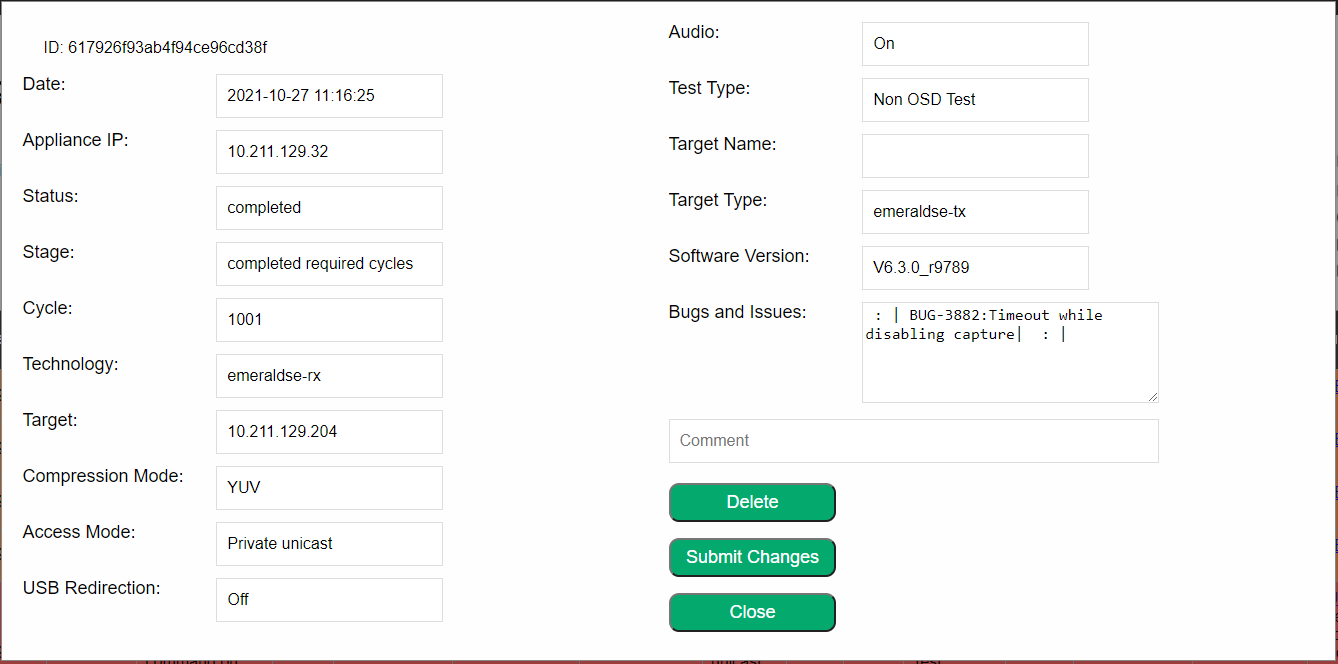 ID: 617926f93ab4f94ce96cd38f
Date:
2021-10-27 11:16:25
Appliance IP:
10.211.129.32
Status:
completed
Stage:
completed required cycles
Cycle:
1001
Technology:
emeraldse-rx
Target:
10.211.129.204
Compression Mode:
YUV
Access Mode:
Private unicast
USB Redirection:
Off
Audio:
On
Test Type:
Non OSD Test
Target Name:
Target Type:
emeraldse-tx
Software Version:
V6.3.0_r9789
Bugs and Issues:
: | BUG-3882:Timeout while
disabling capture|  : |
Comment
Delete
Submit Changes
Close